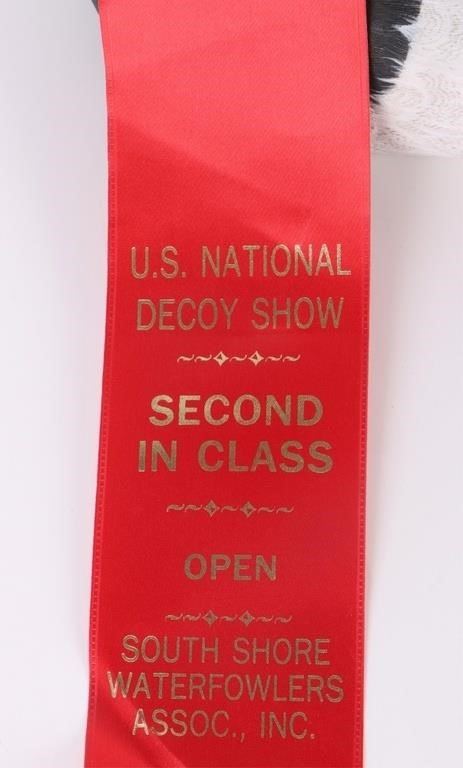 U.S. NATIONAL
DECOY SHOW
SECOND
IN CLASS
OPEN
SOUTH SHORE
WATERFOWLERS
ASSOC., INC.